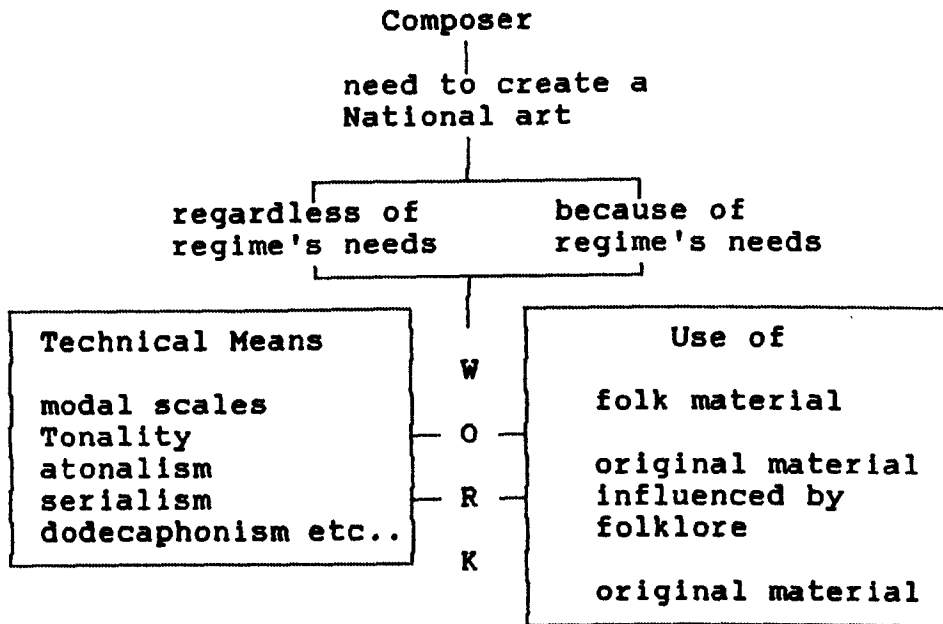 Composer
need to create a
National art
regardless of
regime's needs
because of
regime's needs
Technical Means
modal scales
Tonality
atonalism
serialism
dodecaphonism etc..
W
O
R
K
Use of
folk material
original material
influenced by
folklore
original material